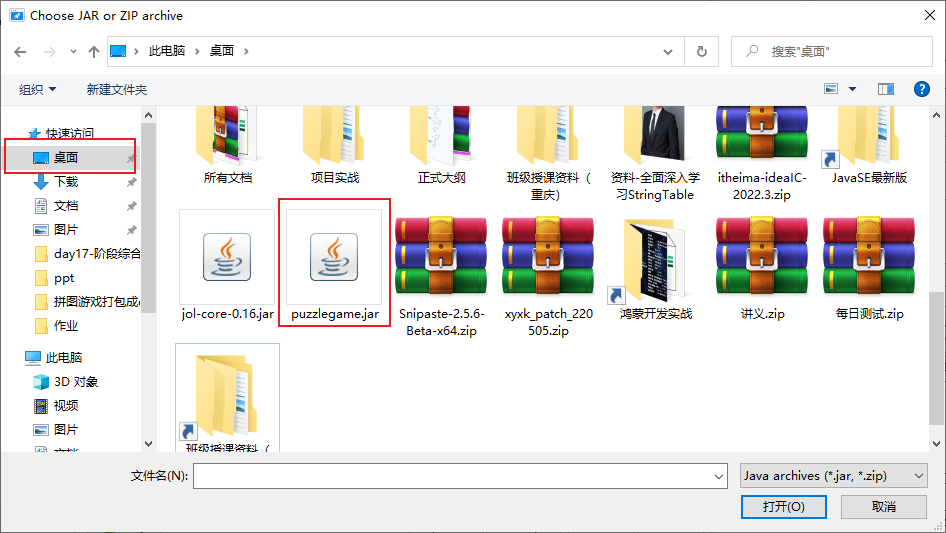 Choose JAR or ZIP archive
此电脑
桌面
搜索"桌面"
组织
新建文件夹
快速访问
桌面
下载
文档
图片
day17-阶段综合
ppt
拼图游戏打包成
作业
此电脑
3D 对象
视频
图片
所有文档
项目实战
正式大纲
班级授课资料（
重庆）
资料-全面深入学
习StringTable
itheima-ideaIC-
2022.3.zip
JavaSE最新版
jol-core-0.16.jar
puzzlegame.jar
Snipaste-2.5.6-
Beta-x64.zip
xyxk_patch_220
505.zip
鸿蒙开发实战
讲义.zip
每日测试.zip
班级授课资料（
文件名(N):
Java archives (*.jar, *.zip)
打开(O)
取消